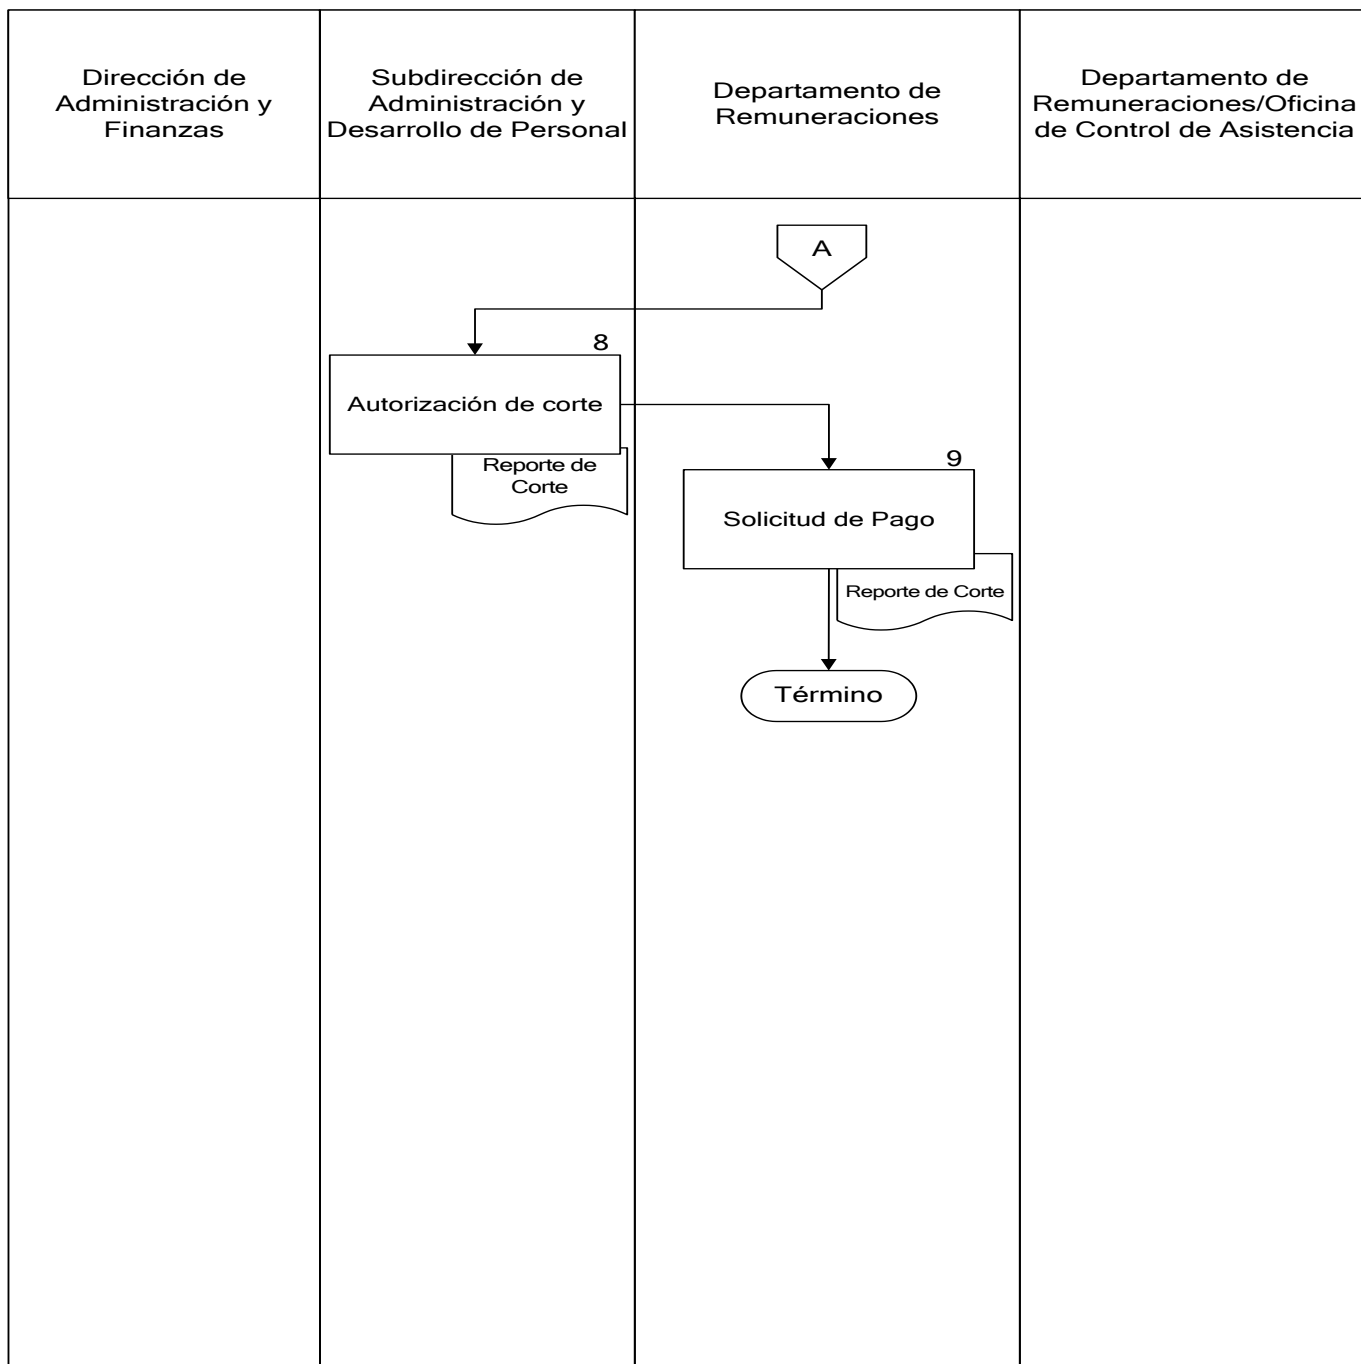 Dirección de
Administración y
Finanzas
Subdirección de
Administración y
Desarrollo de Personal
Departamento de
Remuneraciones
Departamento de
Remuneraciones/Oficina
de Control de Asistencia
A
8
Autorización de corte
Reporte de
Corte
9
Solicitud de Pago
Reporte de Corte
Término